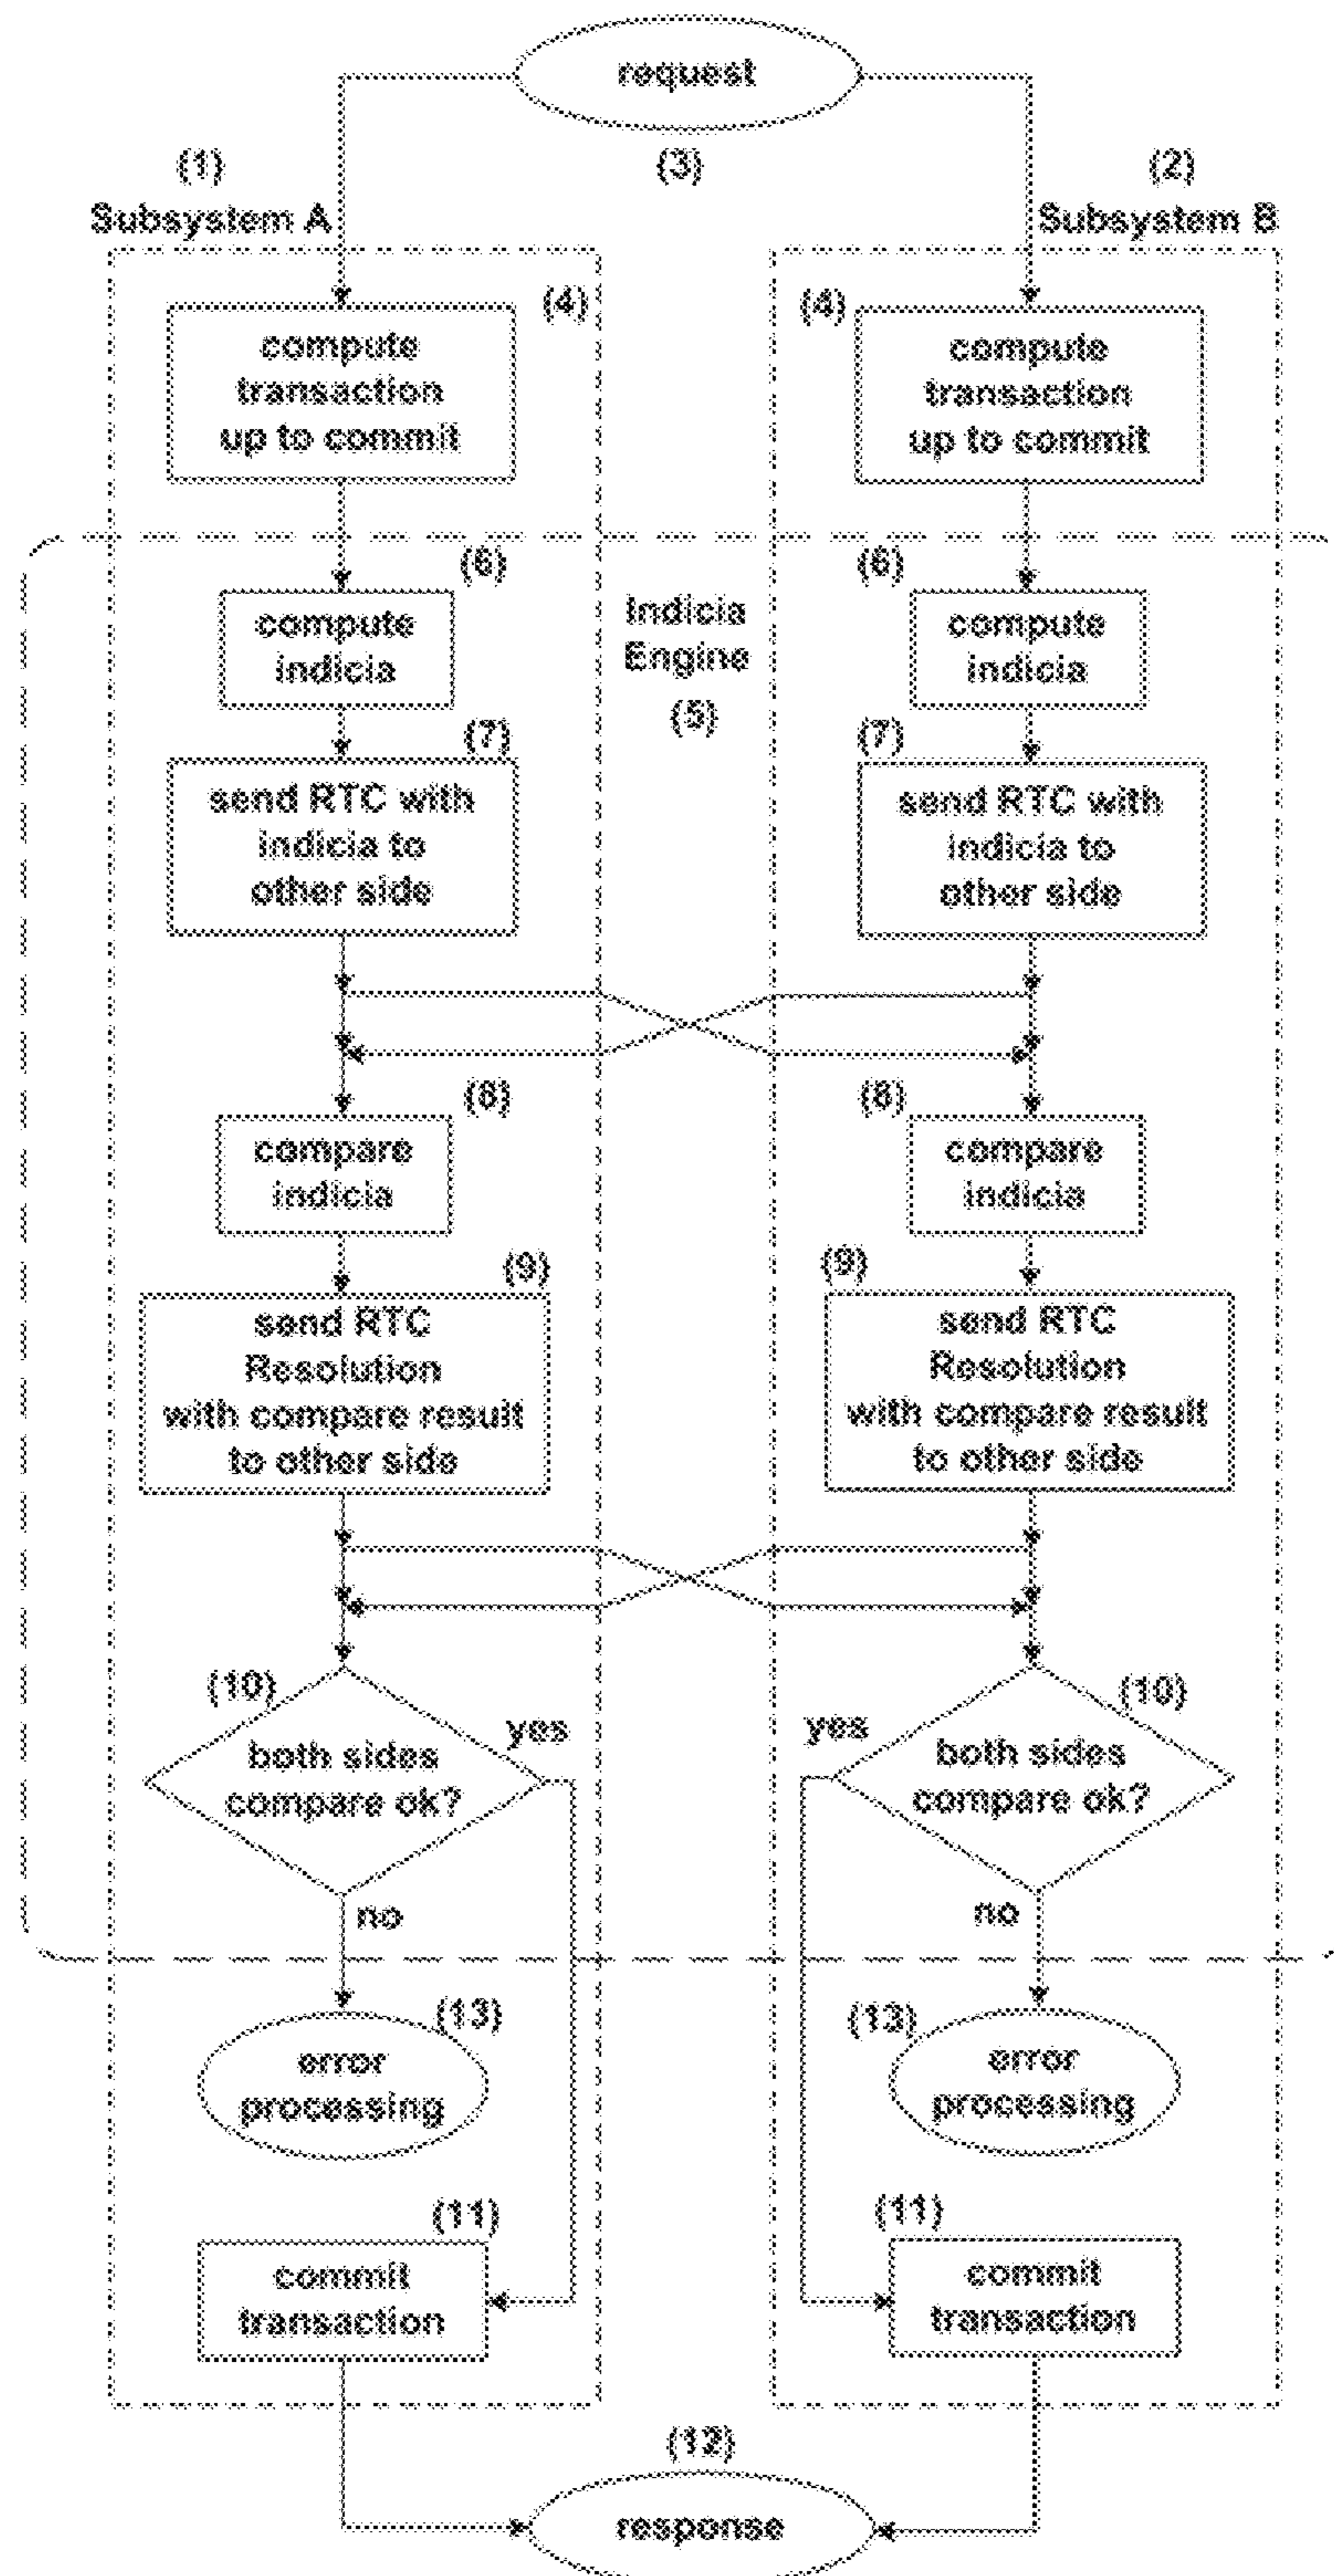 request
(3)
(1)
Subsystem A
(2)
Subsystem B
(4)
compute
transaction
up to commit
(4)
compute
transaction
up to commit
Indicia
Engine
(5)
(6)
compute
indicia
(6)
compute
indicia
(7)
send RTC with
indicia to
other side
(7)
send RTC with
indicia to
other side
(8)
compare
indicia
(8)
compare
indicia
(9)
send RTC
Resolution
with compare result
to other side
(9)
send RTC
Resolution
with compare result
to other side
(10)
both sides
compare ok?
yes
no
(10)
both sides
compare ok?
yes
no
(13)
error
processing
(13)
error
processing
(11)
commit
transaction
(11)
commit
transaction
(12)
response